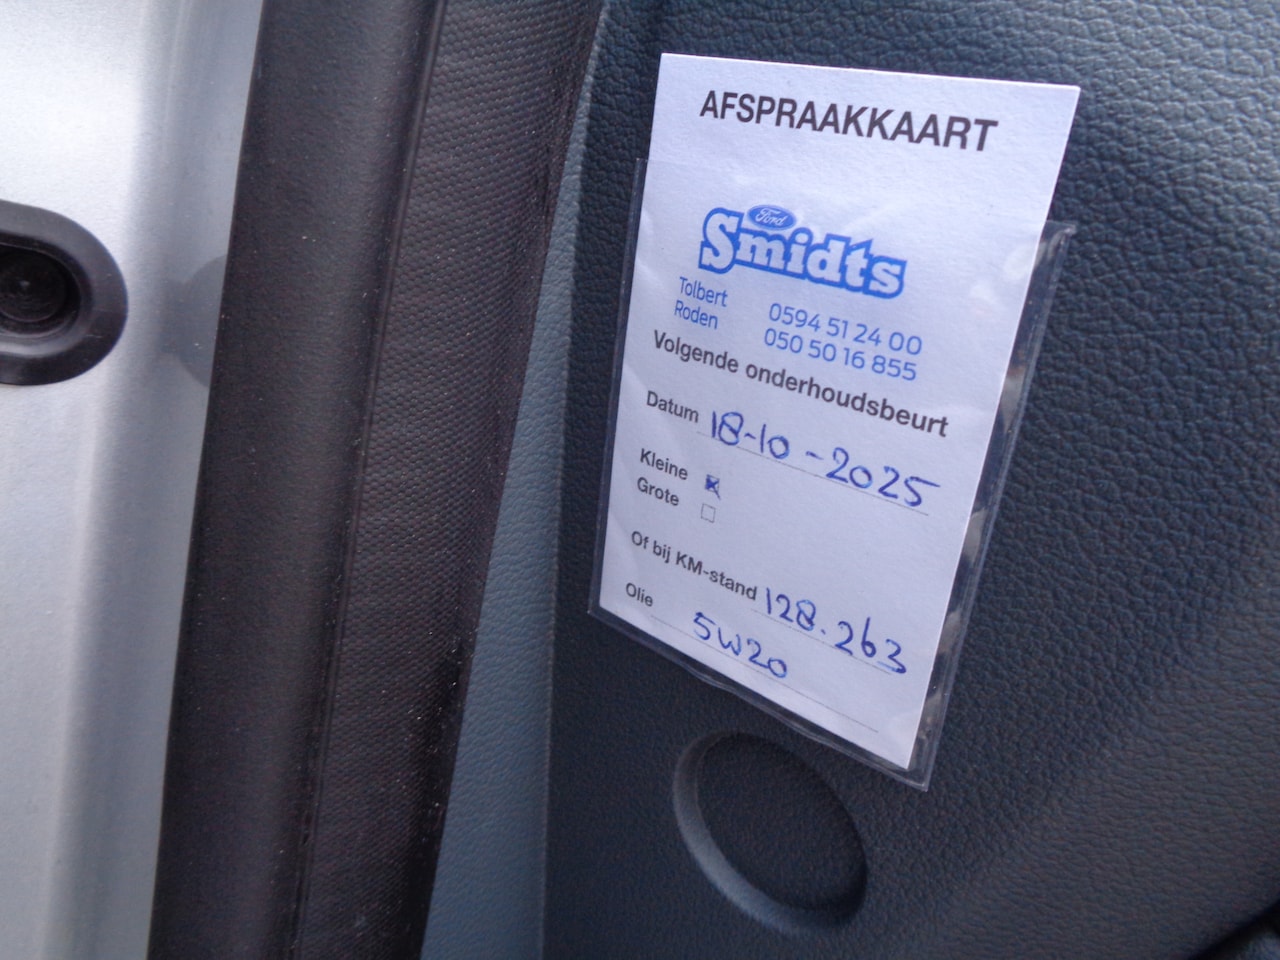 AFSPRAAKKAART
Ford
Smidts
Tolbert 0594 51 24 00
Roden 050 50 16 855
Volgende onderhoudsbeurt
Datum 18-10-2025
Kleine
Grote
Of bij KM-stand 128.263
Olie 5W20